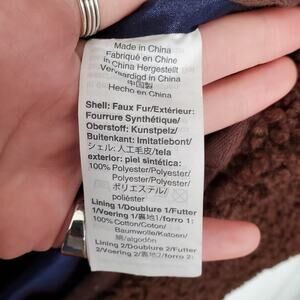 Made in China
Fabriqué en Chine
In China Hergestellt
Vervaardigd in China
中国製
Hecho en China
Shell: Faux Fur/Extérieur:
Fourrure Synthétique/
Oberstoff: Kunstpelz/
Buitenkant: Imitatiebont/
シェル: 人工毛皮/tela
exterior: piel sintética:
100% Polyester/Polyester/
Polyester/Polyester/
ポリエステル/
poliéster
Lining 1/Doublure 1/Futter
1/Voering 1/裏地1/forro 1:
100% Cotton/Coton/
Baumwolle/Katoen/
綿/algodón
Lining 2/Doublure 2/Futter
2/Voering 2/裏地2/forro 2: